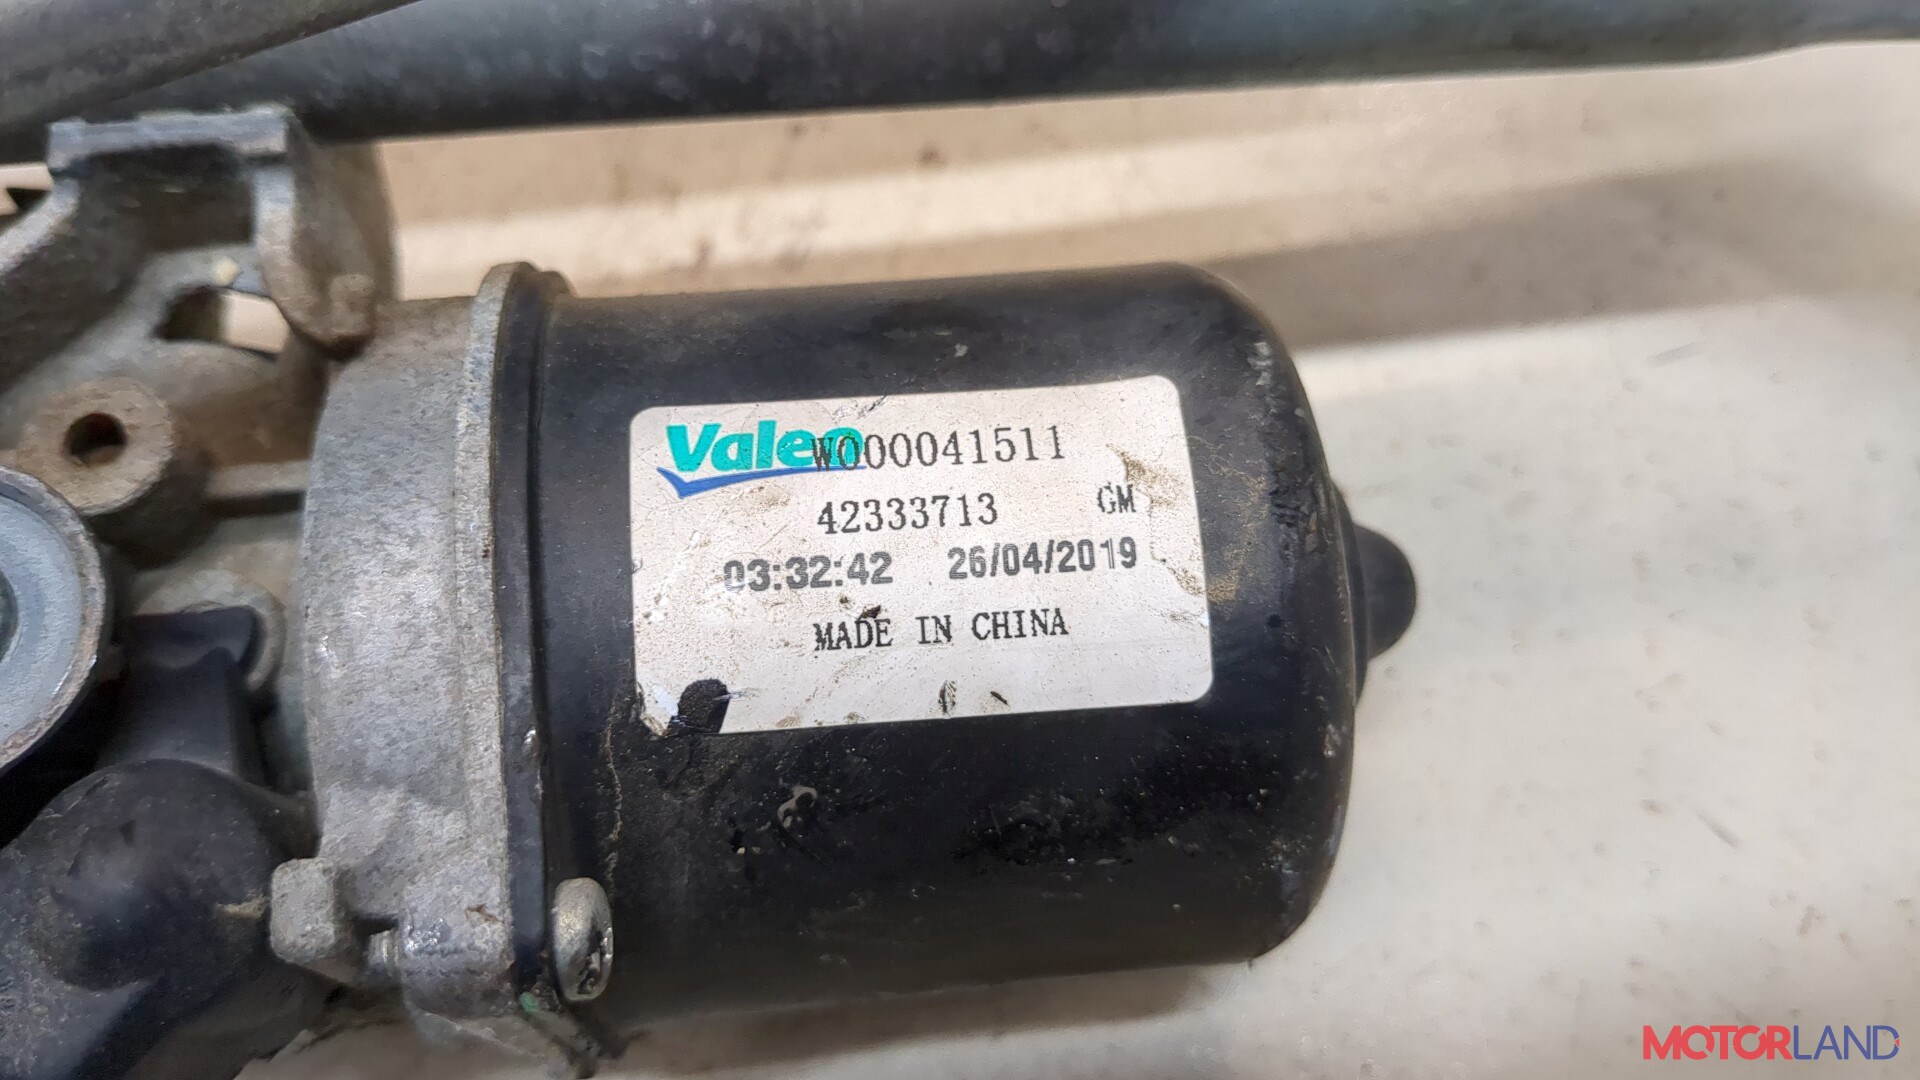 Valeo W000041511
42333713 GM
03:32:42 26/04/2019
MADE IN CHINA
MOTORLAND